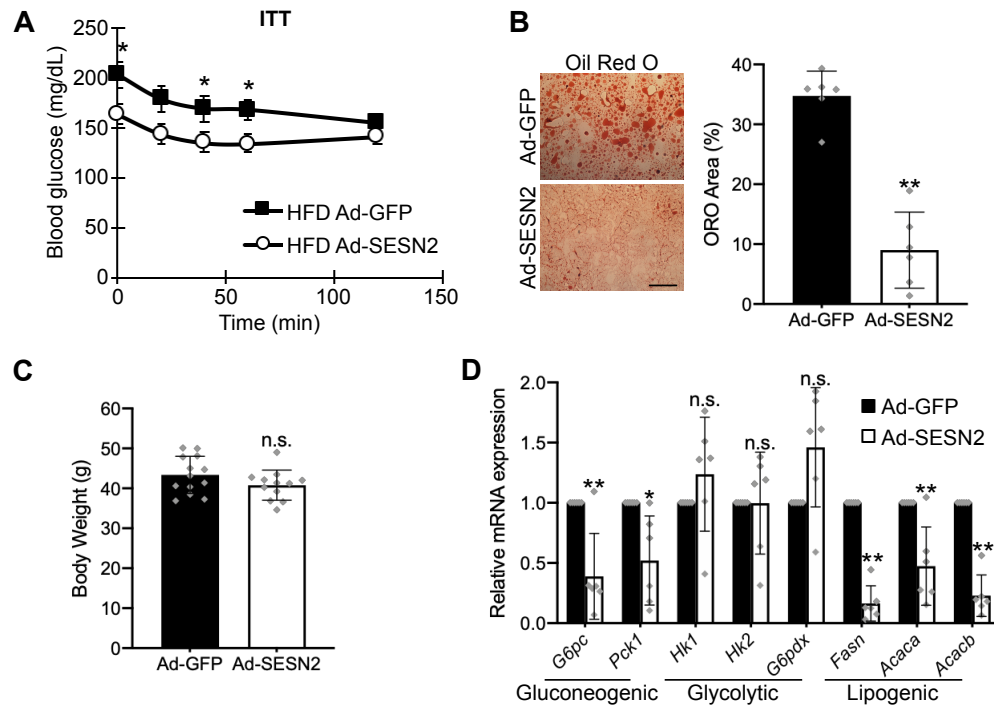 A
ITT
Blood glucose (mg/dL)
250
200
150
100
50
0
*
*
*
HFD Ad-GFP
HFD Ad-SESN2
0
50
100
150
Time (min)
B
Oil Red O
Ad-GFP
Ad-SESN2
ORO Area (%)
40
30
20
10
0
**
Ad-GFP
Ad-SESN2
C
Body Weight (g)
60
50
40
30
20
10
0
n.s.
Ad-GFP
Ad-SESN2
D
Relative mRNA expression
2.0
1.5
1.0
0.5
0.0
**
*
n.s.
n.s.
n.s.
**
**
**
Ad-GFP
Ad-SESN2
G6pc
Pck1
Hk1
Hk2
G6pdx
Fasn
Acaca
Acacb
Gluconeogenic
Glycolytic
Lipogenic